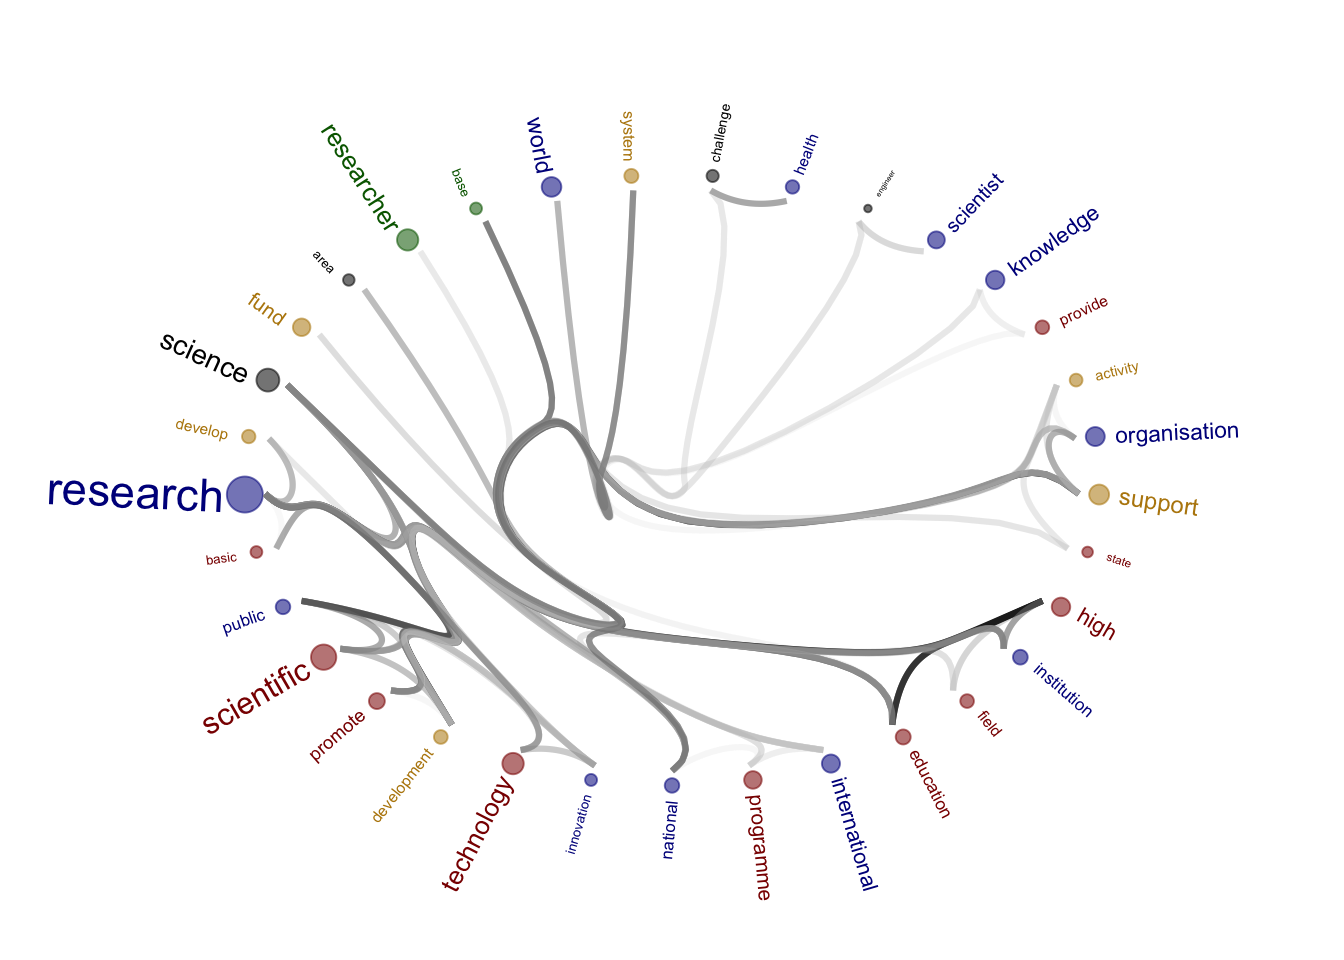 challenge
system
world
health
researcher
base
engineer
scientist
knowledge
area
fund
provide
science
activity
develop
organisation
research
support
basic
state
public
high
scientific
institution
promote
field
development
education
technology
innovation
national
programme
international